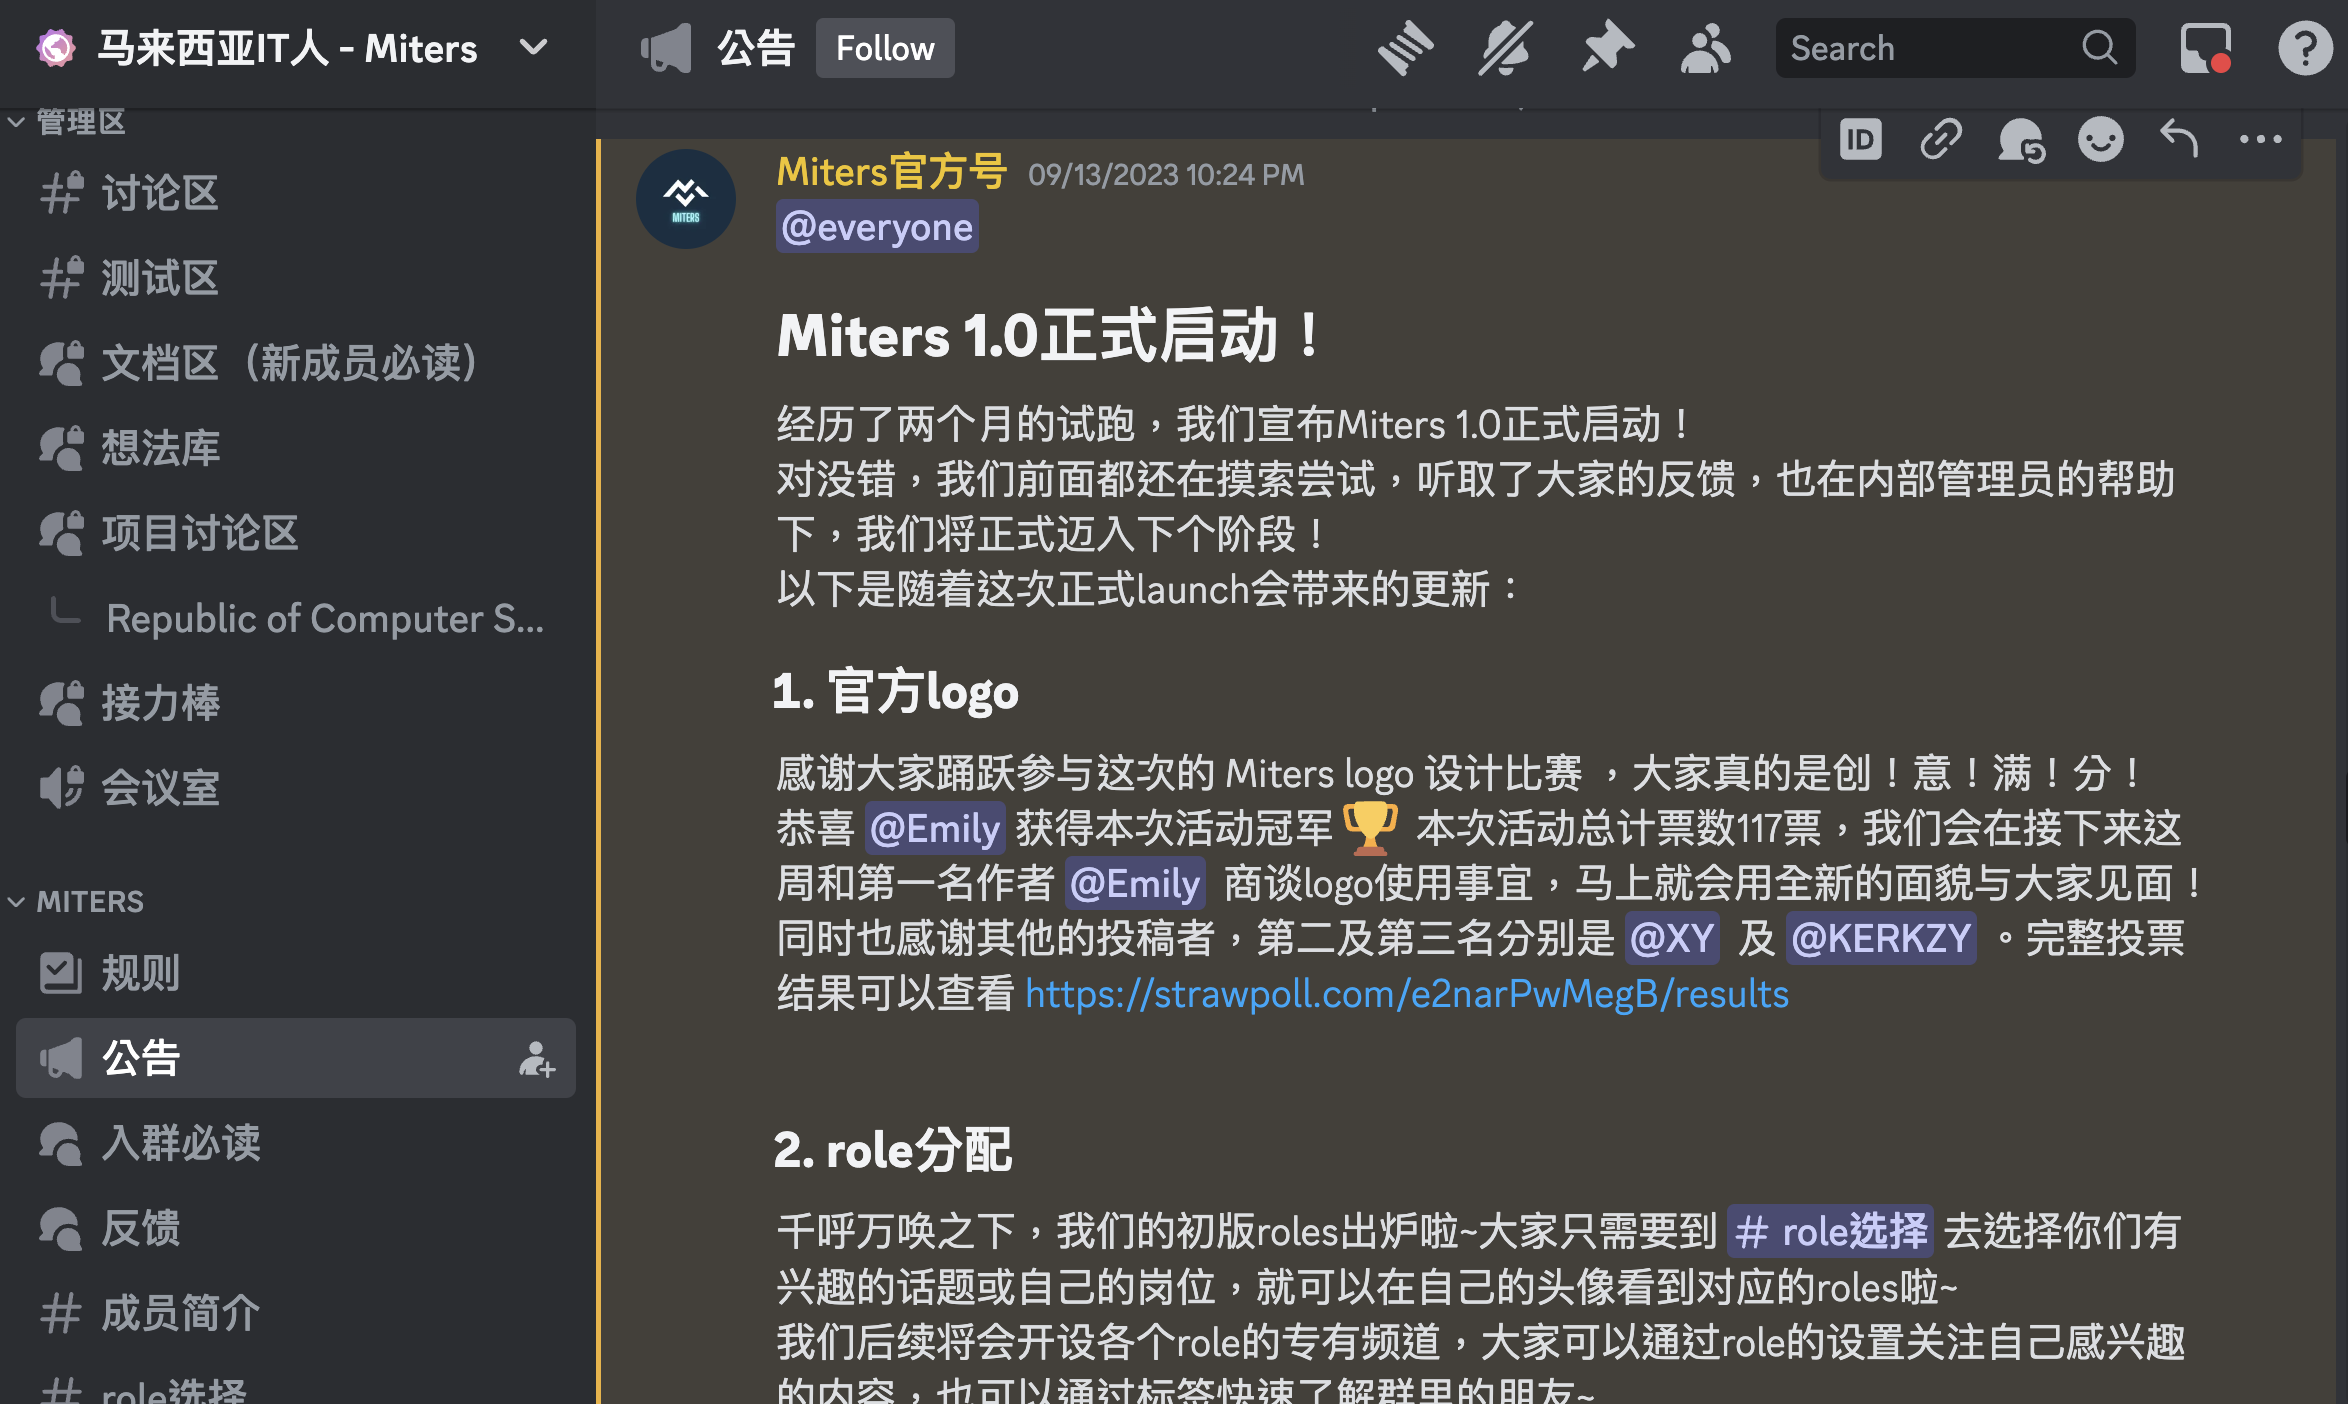 马来西亚IT人 - Miters
管理区
讨论区
测试区
文档区（新成员必读）
想法库
项目讨论区
Republic of Computer S...
接力棒
会议室
MITERS
规则
公告
入群必读
反馈
成员简介
role选择
公告
Follow
Search
ID
MITERS
Miters官方号 09/13/2023 10:24 PM
@everyone
Miters 1.0正式启动！
经历了两个月的试跑，我们宣布Miters 1.0正式启动！
对没错，我们前面都还在摸索尝试，听取了大家的反馈，也在内部管理员的帮助
下，我们将正式迈入下个阶段！
以下是随着这次正式launch会带来的更新：
1. 官方logo
感谢大家踊跃参与这次的 Miters logo 设计比赛 ，大家真的是创！意！满！分！
恭喜 @Emily 获得本次活动冠军🏆 本次活动总计票数117票，我们会在接下来这
周和第一名作者 @Emily 商谈logo使用事宜，马上就会用全新的面貌与大家见面！
同时也感谢其他的投稿者，第二及第三名分别是 @XY 及 @KERKZY 。完整投票
结果可以查看 https://strawpoll.com/e2narPwMegB/results
2. role分配
千呼万唤之下，我们的初版roles出炉啦~大家只需要到 # role选择 去选择你们有
兴趣的话题或自己的岗位，就可以在自己的头像看到对应的roles啦~
我们后续将会开设各个role的专有频道，大家可以通过role的设置关注自己感兴趣
的内容，也可以通过标签快速了解群里的朋友~